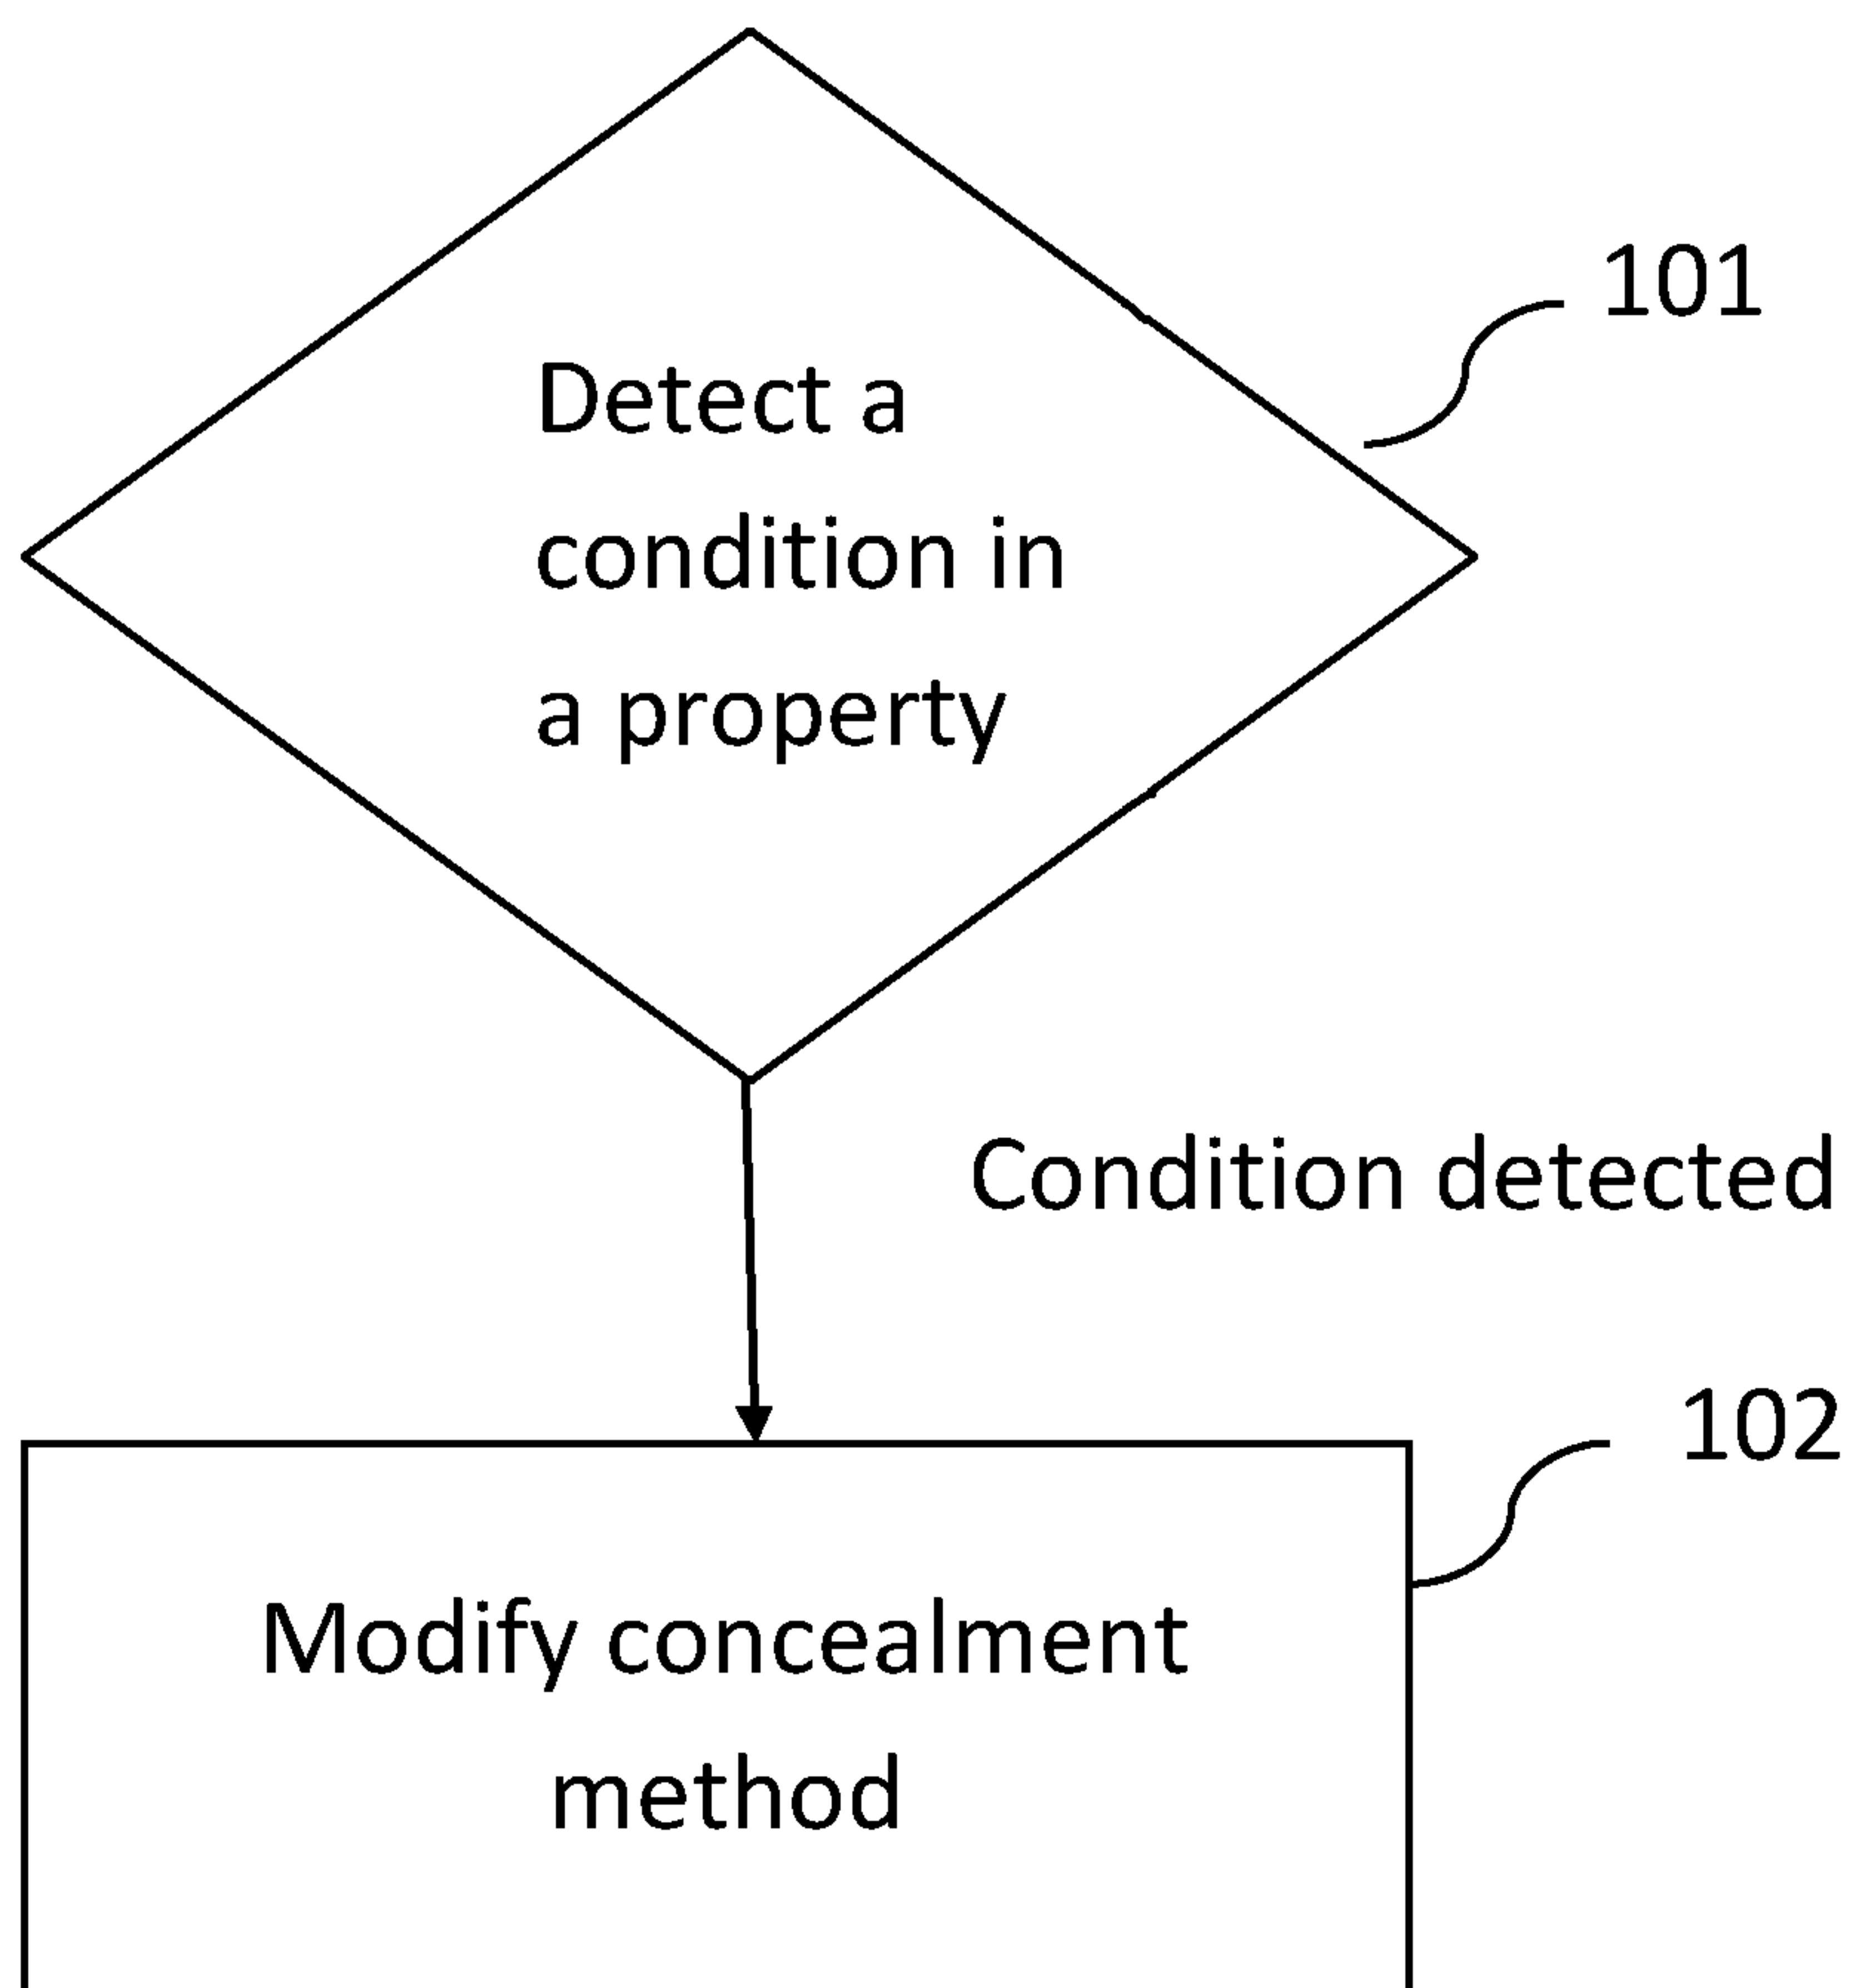 101
Detect a
condition in
a property
Condition detected
102
Modify concealment
method